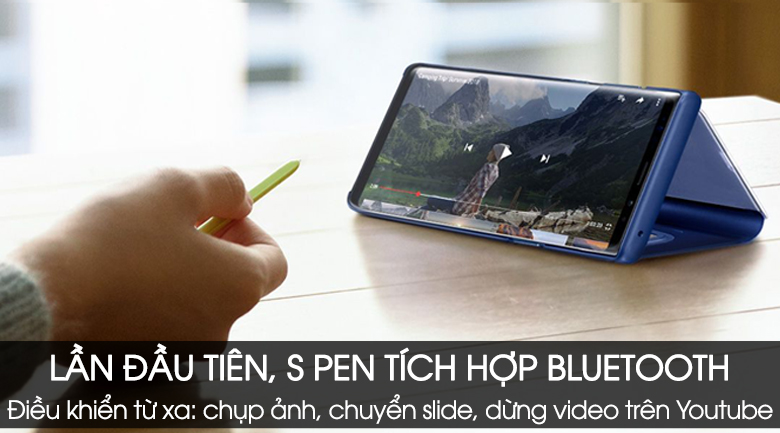 LẦN ĐẦU TIÊN, S PEN TÍCH HỢP BLUETOOTH
Điều khiển từ xa: chụp ảnh, chuyển slide, dừng video trên Youtube